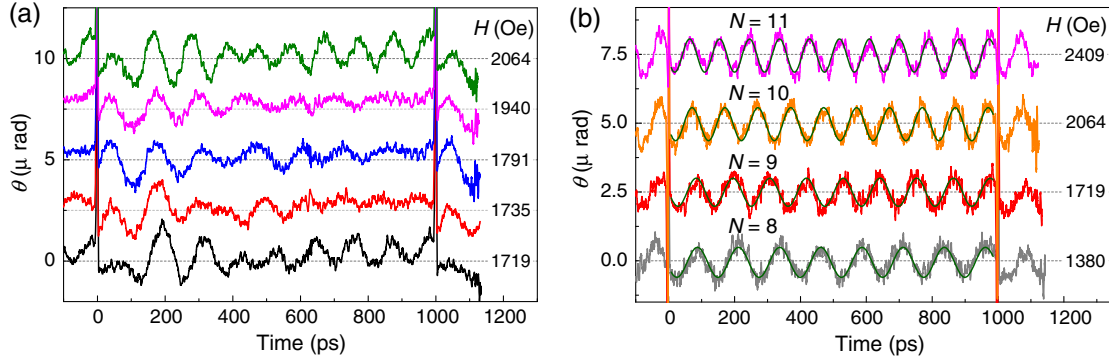 (a)
H (Oe)
10
2064
1940
5
1791
1735
0
1719
θ (μ rad)
0 200 400 600 800 1000 1200
Time (ps)
(b)
N = 11
H (Oe)
7.5
2409
N = 10
5.0
2064
N = 9
2.5
1719
N = 8
0.0
1380
θ (μ rad)
0 200 400 600 800 1000 1200
Time (ps)